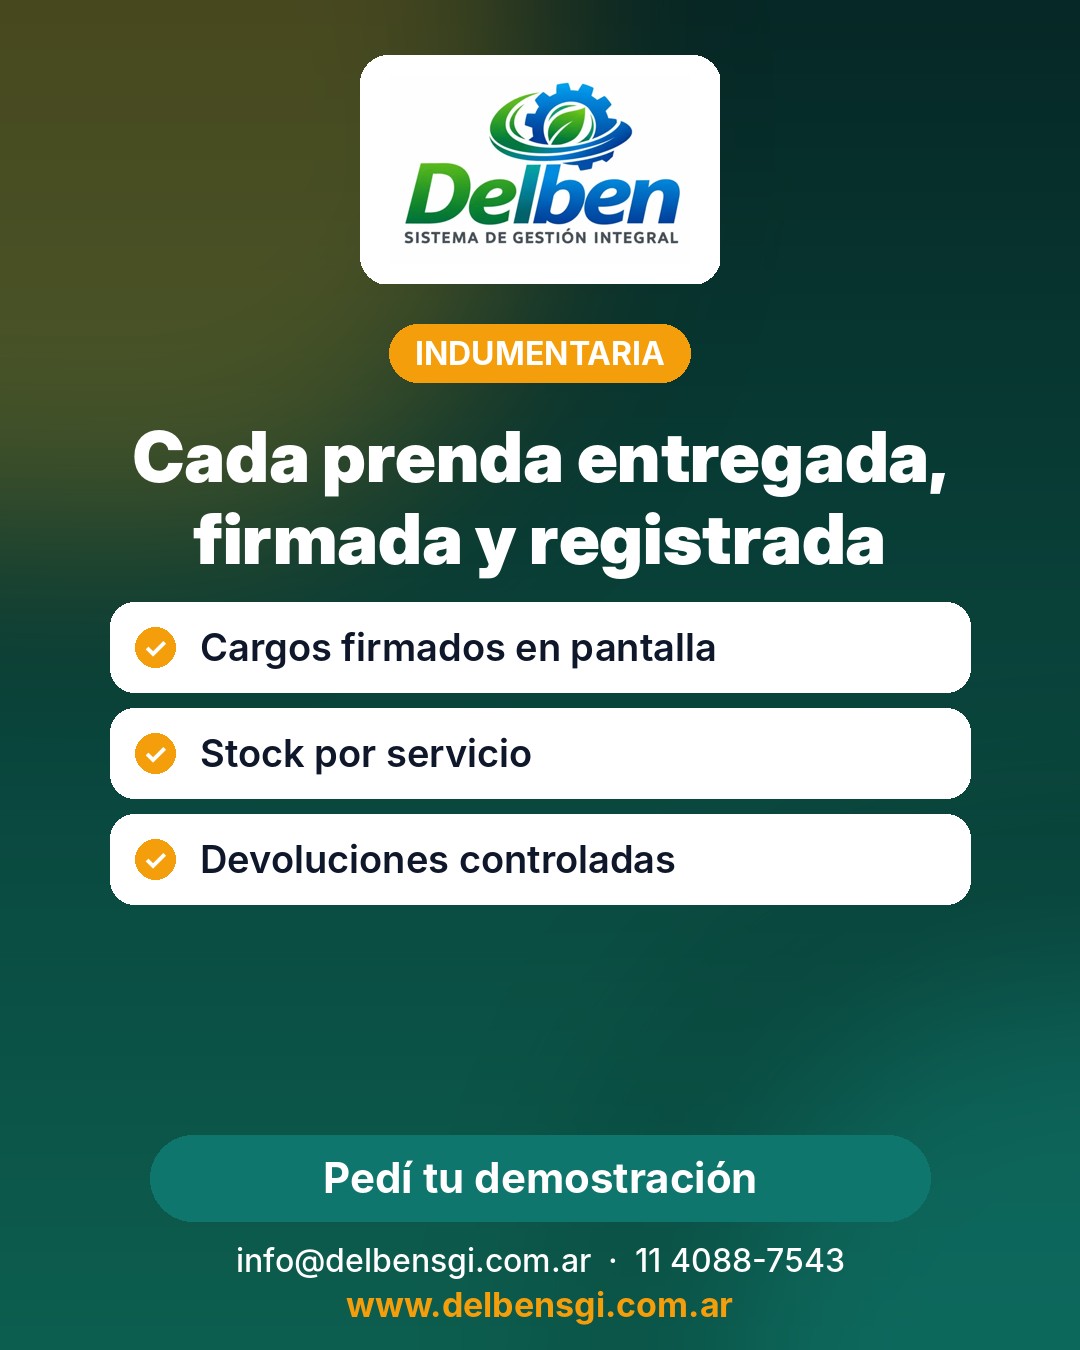 Delben
SISTEMA DE GESTIÓN INTEGRAL
INDUMENTARIA
Cada prenda entregada,
firmada y registrada
Cargos firmados en pantalla
Stock por servicio
Devoluciones controladas
Pedí tu demostración
info@delbensgi.com.ar · 11 4088-7543
www.delbensgi.com.ar